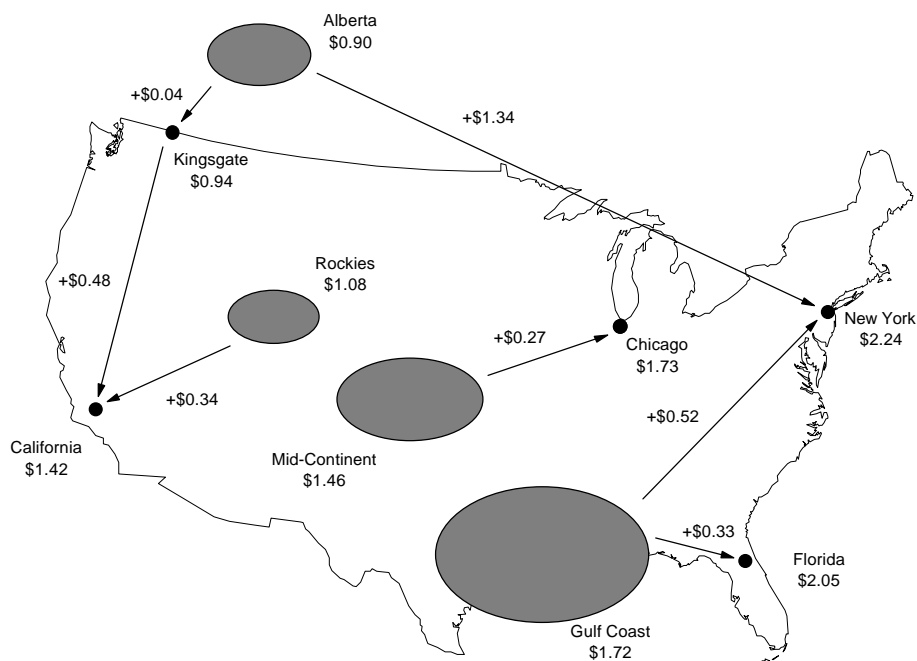 Alberta
$0.90
+$0.04
+$1.34
Kingsgate
$0.94
Rockies
$1.08
+$0.48
New York
$2.24
+$0.27
Chicago
$1.73
+$0.34
+$0.52
California
$1.42
Mid-Continent
$1.46
+$0.33
Florida
$2.05
Gulf Coast
$1.72